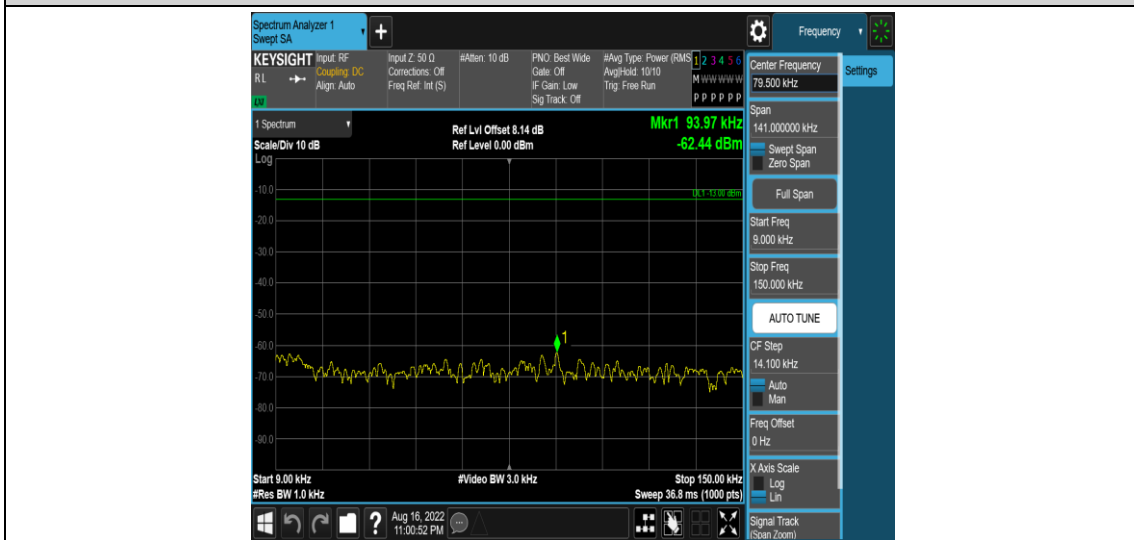 Spectrum Analyzer 1
Swept SA
+
Frequency
KEYSIGHT
RL
Input: RF
Coupling: DC
Align: Auto
Input Z: 50 Ω
Corrections: Off
Freq Ref: Int (S)
#Atten: 10 dB
PNO: Best Wide
Gate: Off
IF Gain: Low
Sig Track: Off
#Avg Type: Power (RMS
Avg|Hold: 10/10
Trig: Free Run
1 2 3 4 5 6
M W W W W W
P P P P P P
1 Spectrum
Scale/Div 10 dB
Log
Ref Lvl Offset 8.14 dB
Ref Level 0.00 dBm
Mkr1 93.97 kHz
-62.44 dBm
DL1 -13.00 dBm
-10.0
-20.0
-30.0
-40.0
-50.0
-60.0
-70.0
-80.0
-90.0
1
Start 9.00 kHz
#Res BW 1.0 kHz
#Video BW 3.0 kHz
Stop 150.00 kHz
Sweep 36.8 ms (1000 pts)
Center Frequency
79.500 kHz
Settings
Span
141.000000 kHz
Swept Span
Zero Span
Full Span
Start Freq
9.000 kHz
Stop Freq
150.000 kHz
AUTO TUNE
CF Step
14.100 kHz
Auto
Man
Freq Offset
0 Hz
X Axis Scale
Log
Lin
Signal Track
(Span Zoom)
?
Aug 16, 2022
11:00:52 PM